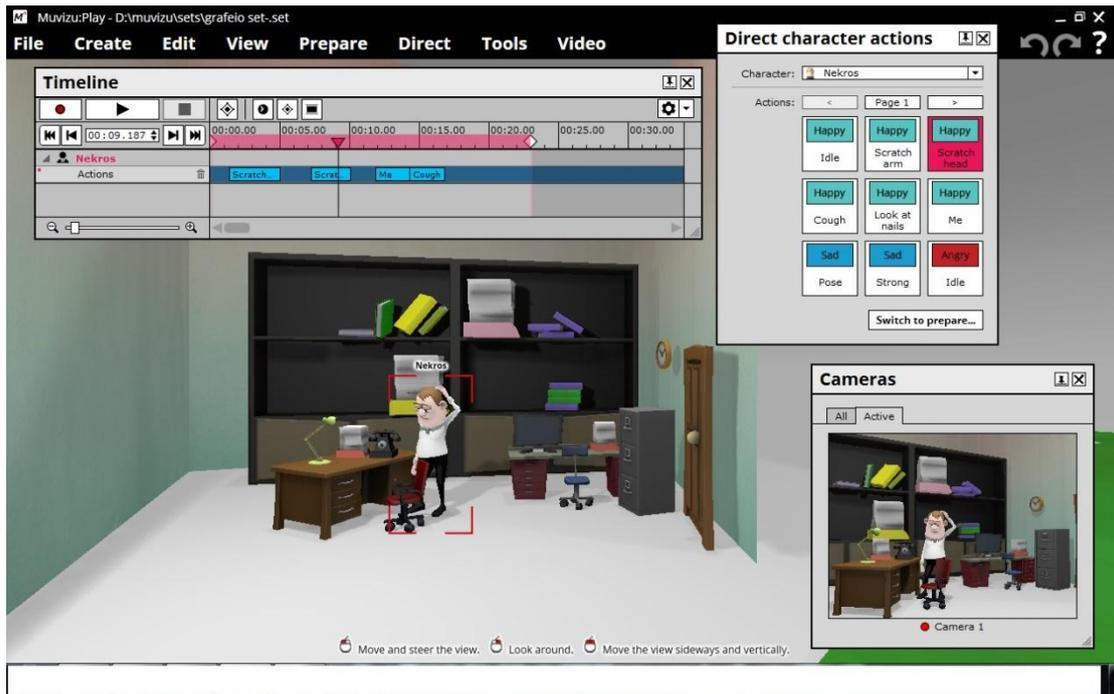 Muvizu:Play - D:\muvizu\sets\grafeio set-.set
File Create Edit View Prepare Direct Tools Video
?
Timeline
00:09.187
00:00.00 00:05.00 00:10.00 00:15.00 00:20.00 00:25.00 00:30.00
Nekros
Actions Scratch... Scrat... Me Cough
Direct character actions
Character: Nekros
Actions: < Page 1 >
Happy Happy Happy
Idle Scratch arm Scratch head
Happy Happy Happy
Cough Look at nails Me
Sad Sad Angry
Pose Strong Idle
Switch to prepare...
Nekros
Cameras
All Active
Camera 1
Move and steer the view. Look around. Move the view sideways and vertically.